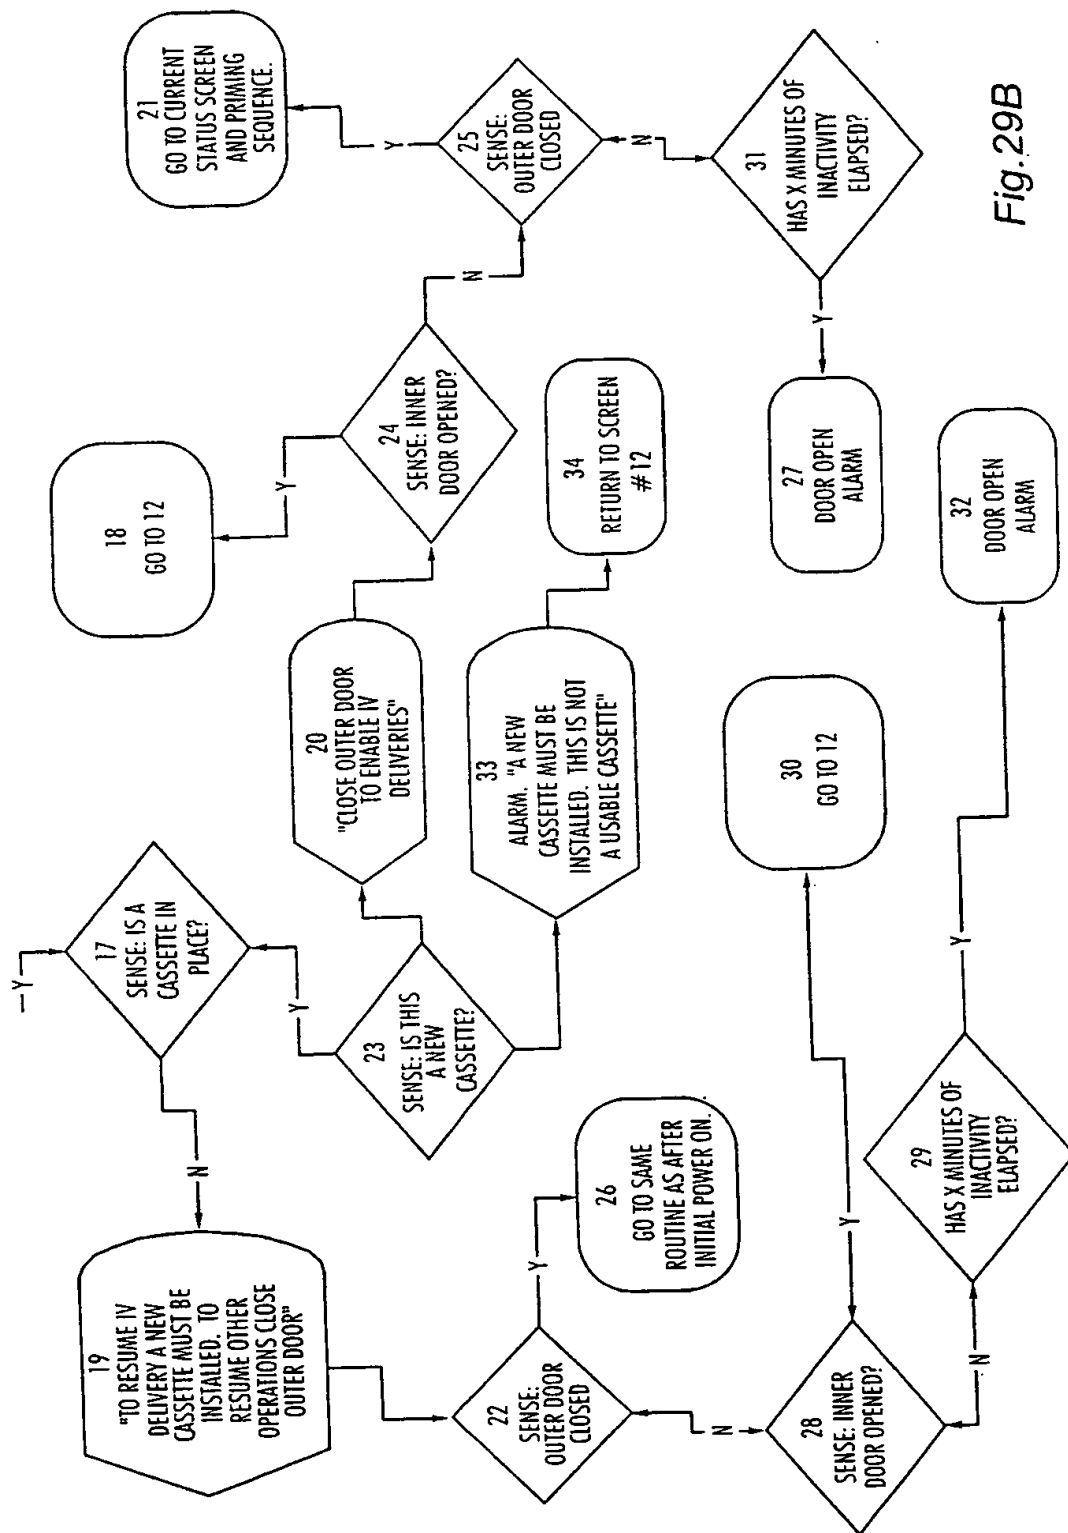 –Y
17
SENSE: IS A
CASSETTE IN
PLACE?
N
Y
19
"TO RESUME IV
DELIVERY A NEW
CASSETTE MUST BE
INSTALLED. TO
RESUME OTHER
OPERATIONS CLOSE
OUTER DOOR"
23
SENSE: IS THIS
A NEW
CASSETTE?
20
"CLOSE OUTER DOOR
TO ENABLE IV
DELIVERIES"
33
ALARM. "A NEW
CASSETTE MUST BE
INSTALLED. THIS IS NOT
A USABLE CASSETTE"
34
RETURN TO SCREEN
#12
24
SENSE: INNER
DOOR OPENED?
Y
N
18
GO TO 12
25
SENSE:
OUTER DOOR
CLOSED
Y
N
21
GO TO CURRENT
STATUS SCREEN
AND PRIMING
SEQUENCE.
31
HAS X MINUTES OF
INACTIVITY
ELAPSED?
Y
27
DOOR OPEN
ALARM
22
SENSE:
OUTER DOOR
CLOSED
Y
N
26
GO TO SAME
ROUTINE AS AFTER
INITIAL POWER ON.
28
SENSE: INNER
DOOR OPENED?
Y
N
30
GO TO 12
29
HAS X MINUTES OF
INACTIVITY
ELAPSED?
Y
32
DOOR OPEN
ALARM
Fig.29B